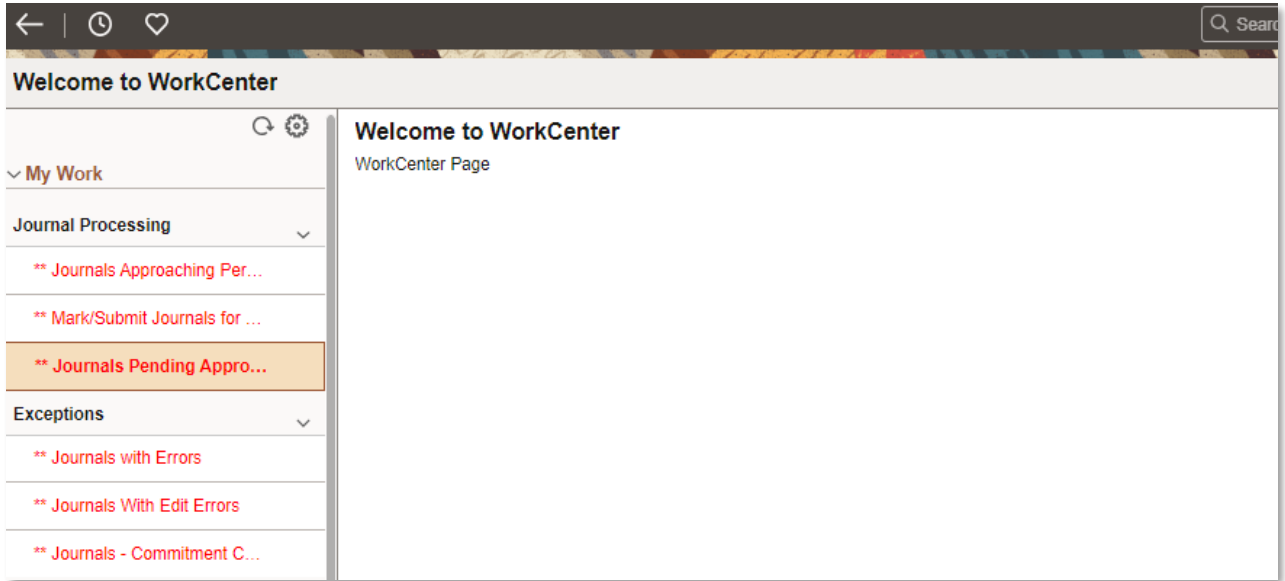 Searc
Welcome to WorkCenter
My Work
Journal Processing
** Journals Approaching Per...
** Mark/Submit Journals for ...
** Journals Pending Appro...
Exceptions
** Journals with Errors
** Journals With Edit Errors
** Journals - Commitment C...
Welcome to WorkCenter
WorkCenter Page